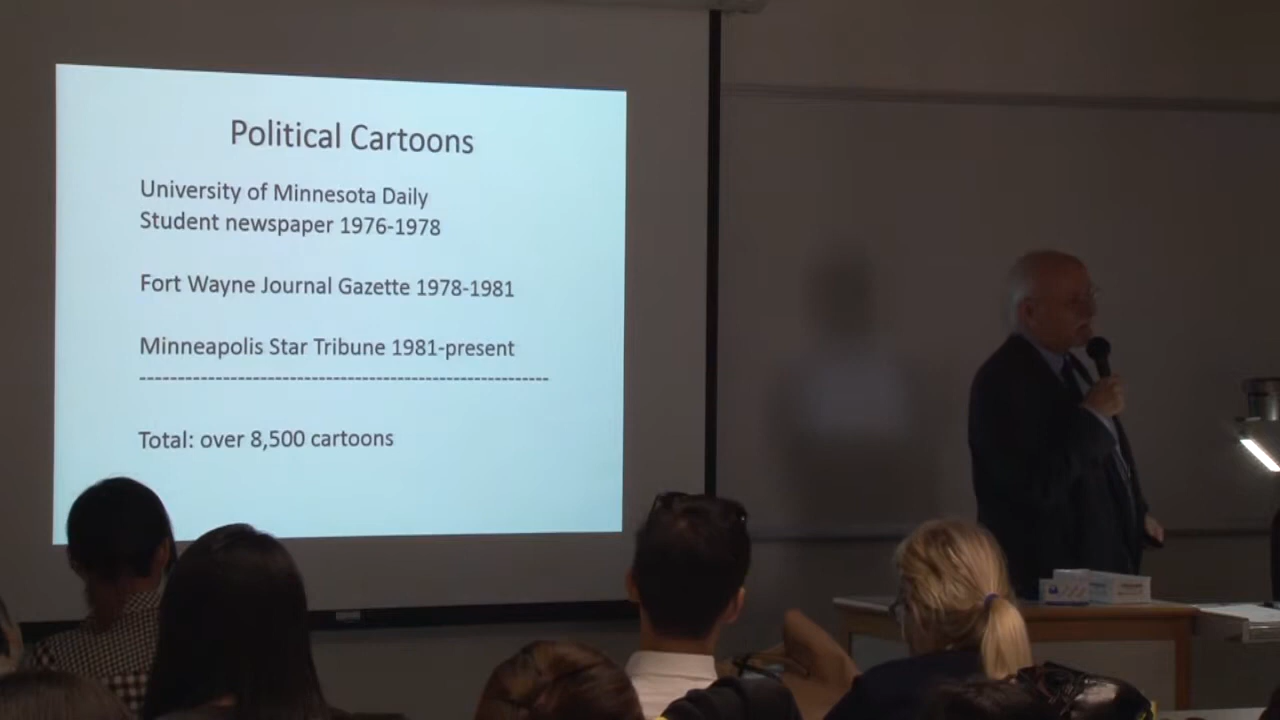 Political Cartoons
University of Minnesota Daily
Student newspaper 1976-1978
Fort Wayne Journal Gazette 1978-1981
Minneapolis Star Tribune 1981-present
-----------------------------------------------------
Total: over 8,500 cartoons